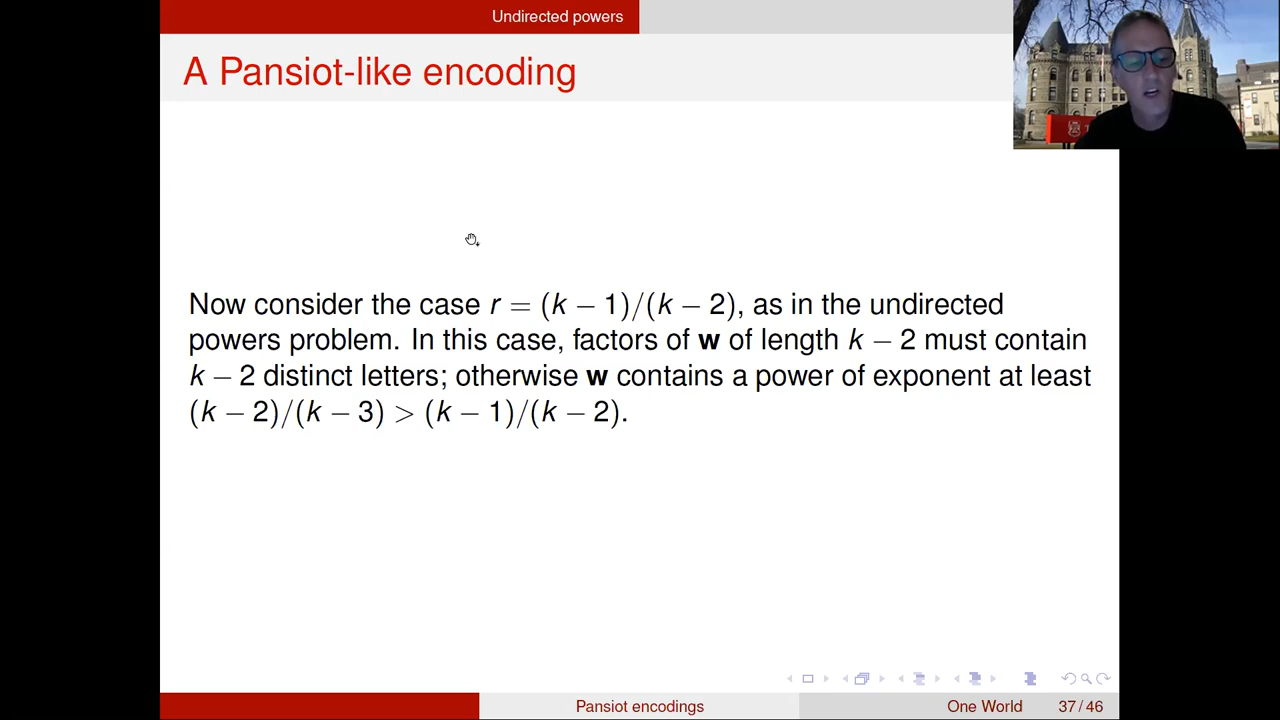 Undirected powers
A Pansiot-like encoding
Now consider the case r = (k − 1)/(k − 2), as in the undirected
powers problem. In this case, factors of w of length k − 2 must contain
k − 2 distinct letters; otherwise w contains a power of exponent at least
(k − 2)/(k − 3) > (k − 1)/(k − 2).
Pansiot encodings
One World
37 / 46